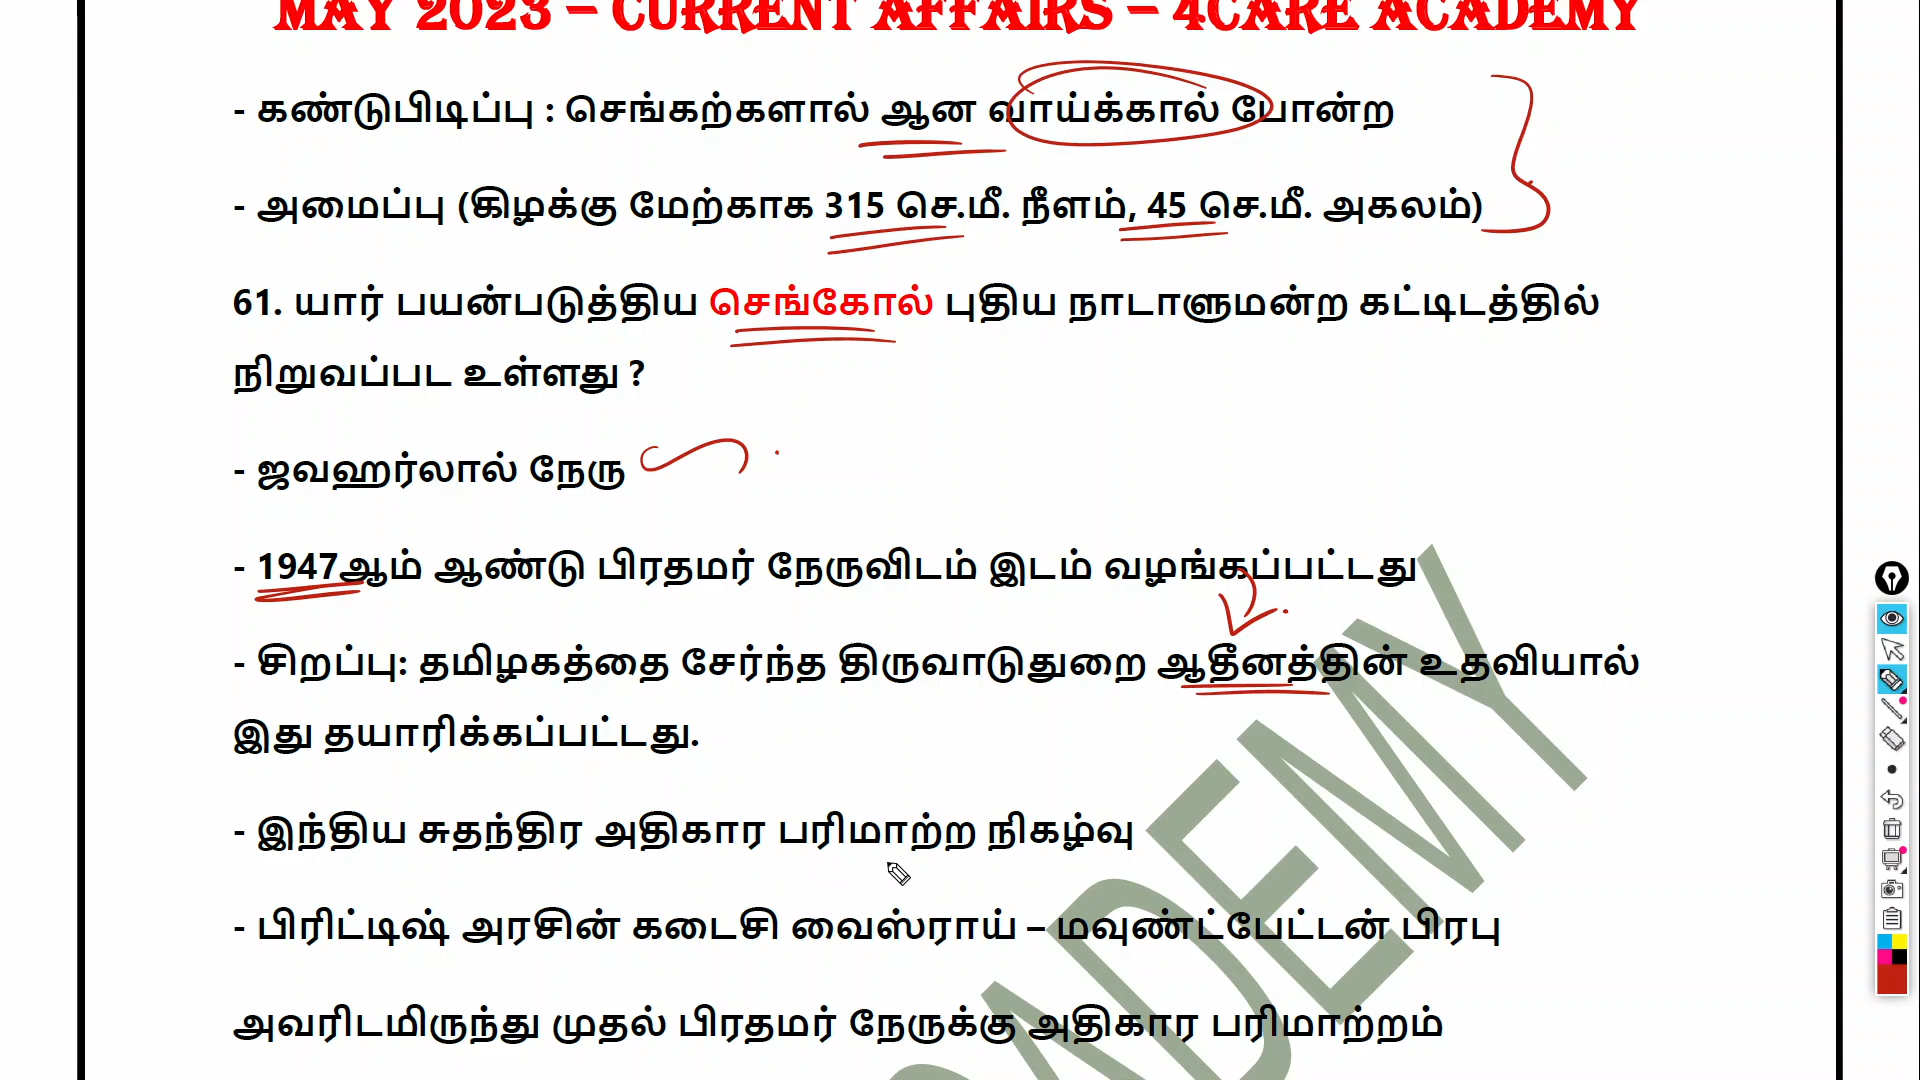 MAY 2023 – CURRENT AFFAIRS – 4CARE ACADEMY
- கண்டுபிடிப்பு : செங்கற்களால் ஆன வாய்க்கால் போன்ற
- அமைப்பு (கிழக்கு மேற்காக 315 செ.மீ. நீளம், 45 செ.மீ. அகலம்)
61. யார் பயன்படுத்திய செங்கோல் புதிய நாடாளுமன்ற கட்டிடத்தில்
நிறுவப்பட உள்ளது ?
- ஜவஹர்லால் நேரு
- 1947ஆம் ஆண்டு பிரதமர் நேருவிடம் இடம் வழங்கப்பட்டது
- சிறப்பு: தமிழகத்தை சேர்ந்த திருவாடுதுறை ஆதீனத்தின் உதவியால்
இது தயாரிக்கப்பட்டது.
- இந்திய சுதந்திர அதிகார பரிமாற்ற நிகழ்வு
- பிரிட்டிஷ் அரசின் கடைசி வைஸ்ராய் – மவுண்ட்பேட்டன் பிரபு
அவரிடமிருந்து முதல் பிரதமர் நேருக்கு அதிகார பரிமாற்றம்
ADEMY